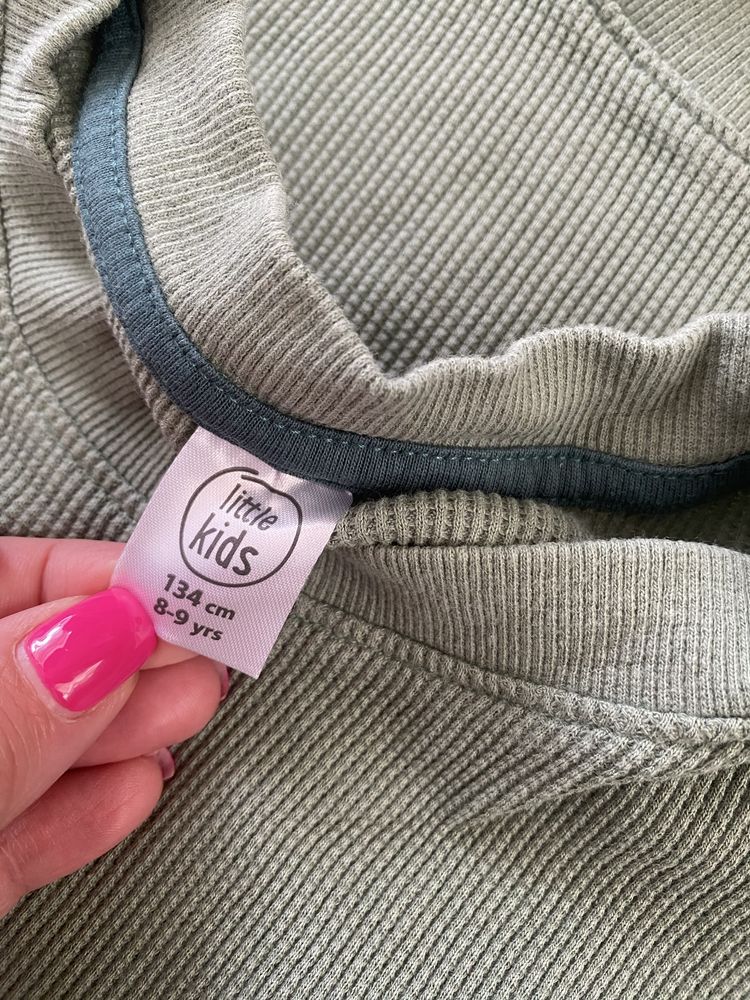 little
kids
134 cm
8-9 yrs